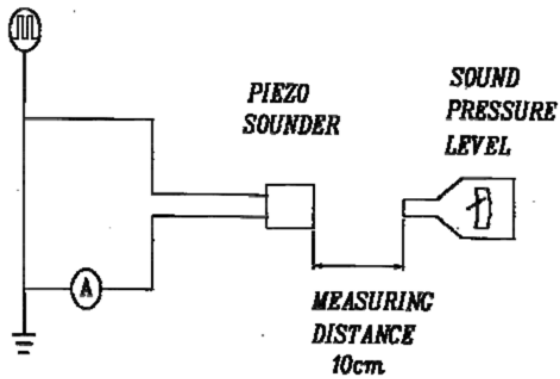 PIEZO
SOUNDER
SOUND
PRESSURE
LEVEL
A
MEASURING
DISTANCE
10cm